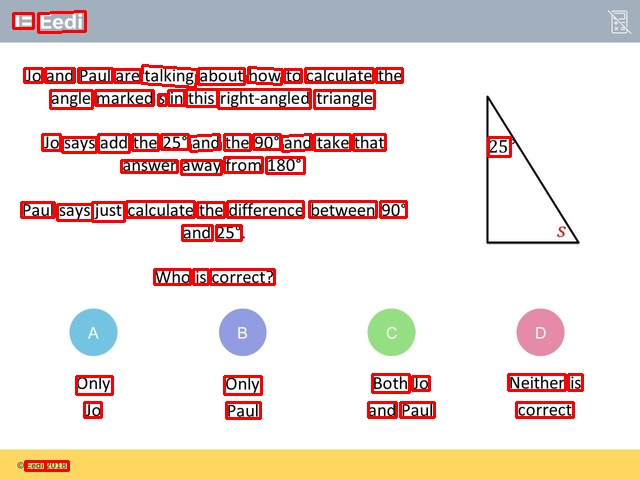 Eedi
Jo and Paul are talking about how to calculate the
angle marked s in this right-angled triangle
Jo says add the 25° and the 90° and take that
answer away from 180°
Paul says just calculate the difference between 90°
and 25°.
Who is correct?
25°
s
A
B
C
D
Only
Jo
Only
Paul
Both Jo
and Paul
Neither is
correct
© Eedi 2018